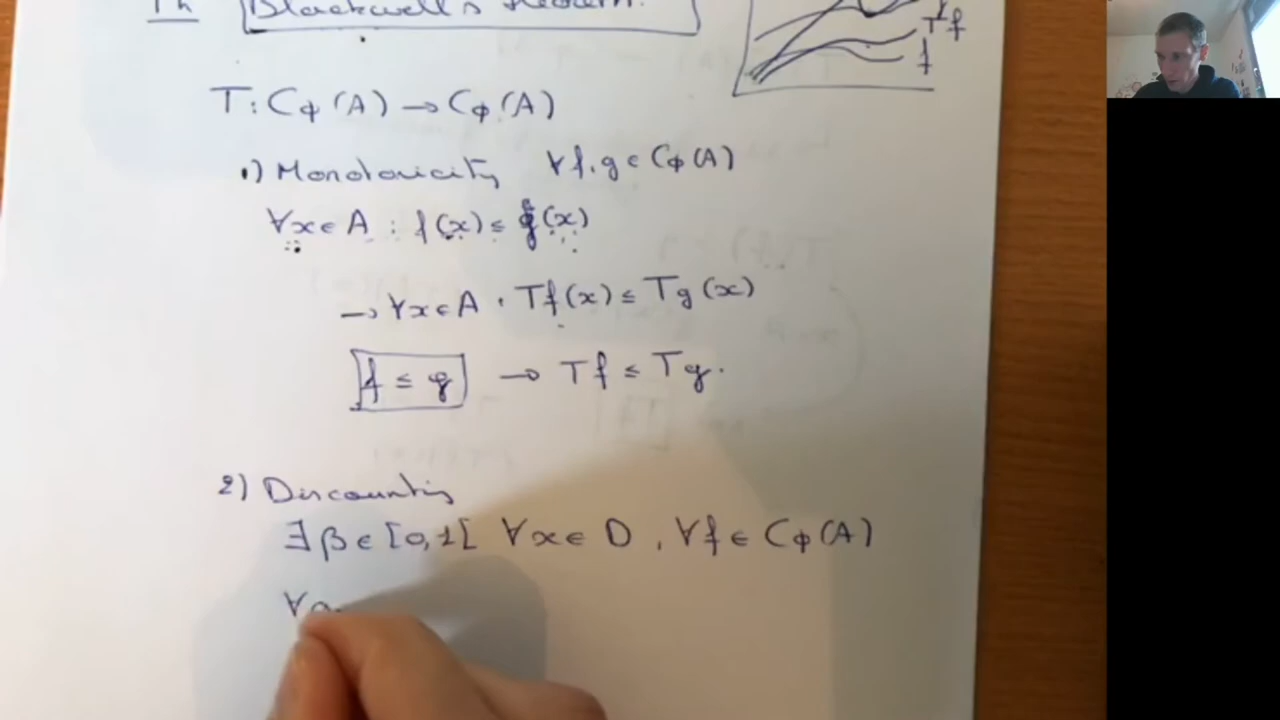 Th Blackwell's theorem.
Tf
f
T : Cφ(A) → Cφ(A)
1) Monotonicity ∀f,g ∈ Cφ(A)
∀x ∈ A : f(x) ≤ g(x)
→ ∀x ∈ A : Tf(x) ≤ Tg(x)
f ≤ g → Tf ≤ Tg.
2) Discounting
∃β ∈ [0,1[ ∀x ∈ D , ∀f ∈ Cφ(A)
∀a